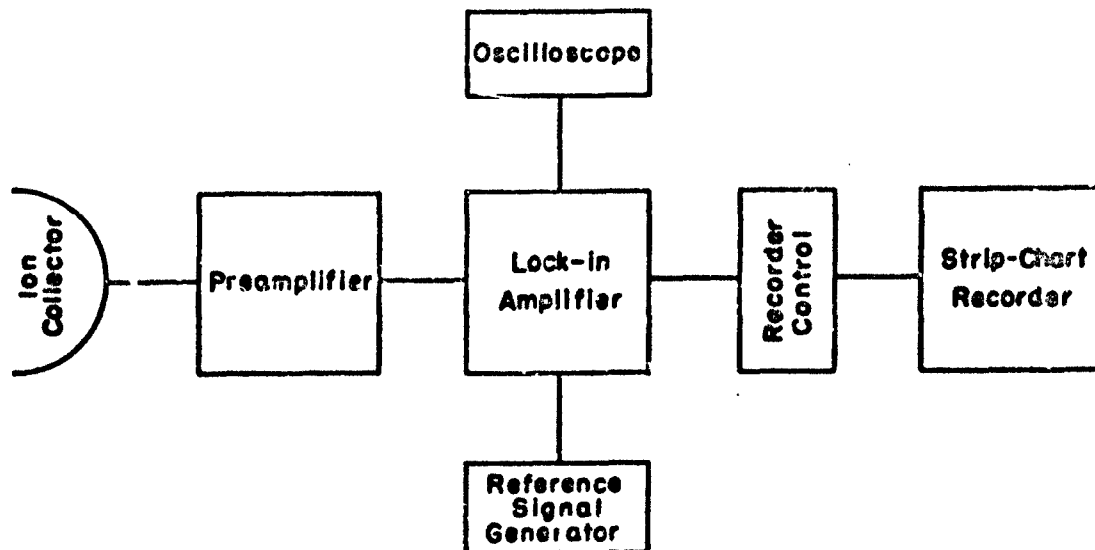 Oscilloscope
Ion
Collector
Preamplifier
Lock-in
Amplifier
Recorder
Control
Strip-Chart
Recorder
Reference
Signal
Generator